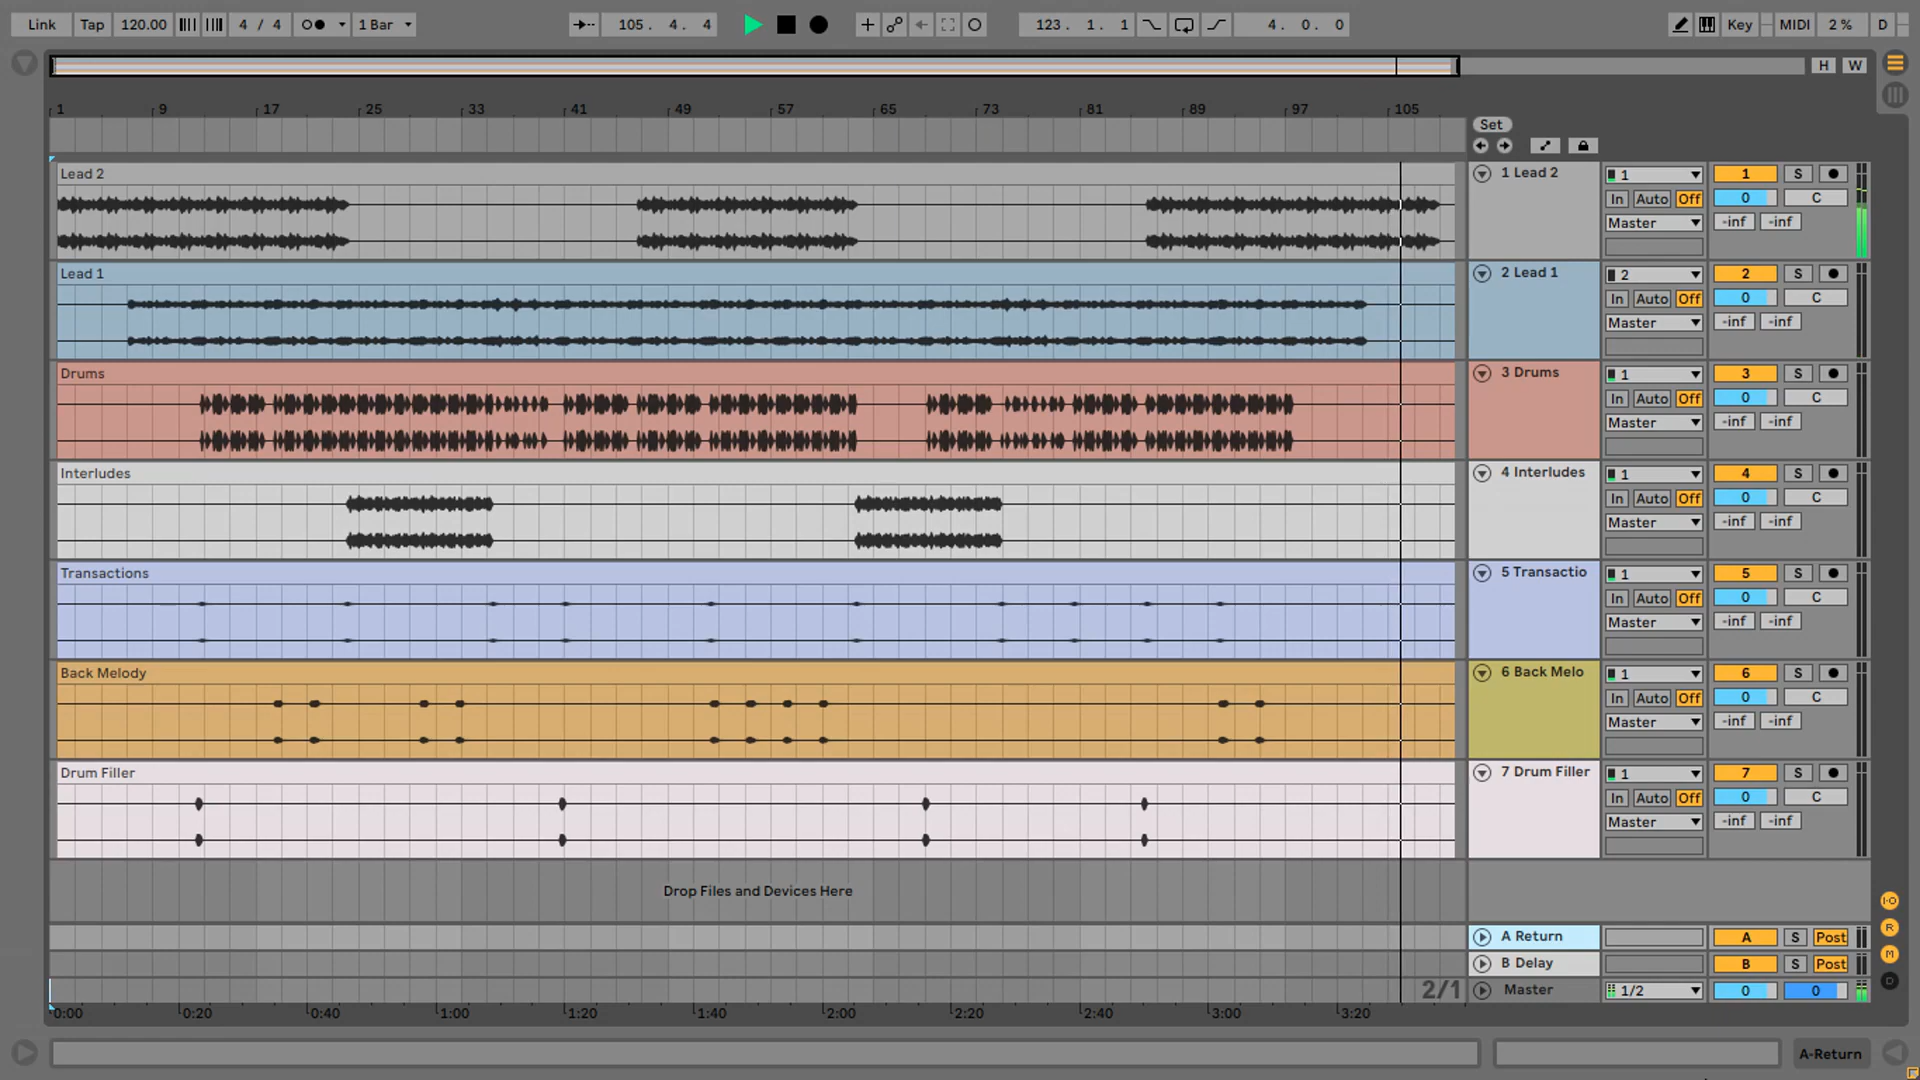 Link Tap 120.00 4 / 4 1 Bar 105. 4. 4 123. 1. 1 4. 0. 0 Key MIDI 2 % D
H W
1 9 17 25 33 41 49 57 65 73 81 89 97 105
Set
Lead 2 1 Lead 2 1 1 S
In Auto Off 0 C
Master -inf -inf
Lead 1 2 Lead 1 2 2 S
In Auto Off 0 C
Master -inf -inf
Drums 3 Drums 1 3 S
In Auto Off 0 C
Master -inf -inf
Interludes 4 Interludes 1 4 S
In Auto Off 0 C
Master -inf -inf
Transactions 5 Transactio 1 5 S
In Auto Off 0 C
Master -inf -inf
Back Melody 6 Back Melo 1 6 S
In Auto Off 0 C
Master -inf -inf
Drum Filler 7 Drum Filler 1 7 S
In Auto Off 0 C
Master -inf -inf
Drop Files and Devices Here
I·O
A Return A S Post R
B Delay B S Post M
2/1 Master 1/2 0 0 D
0:00 0:20 0:40 1:00 1:20 1:40 2:00 2:20 2:40 3:00 3:20
A-Return